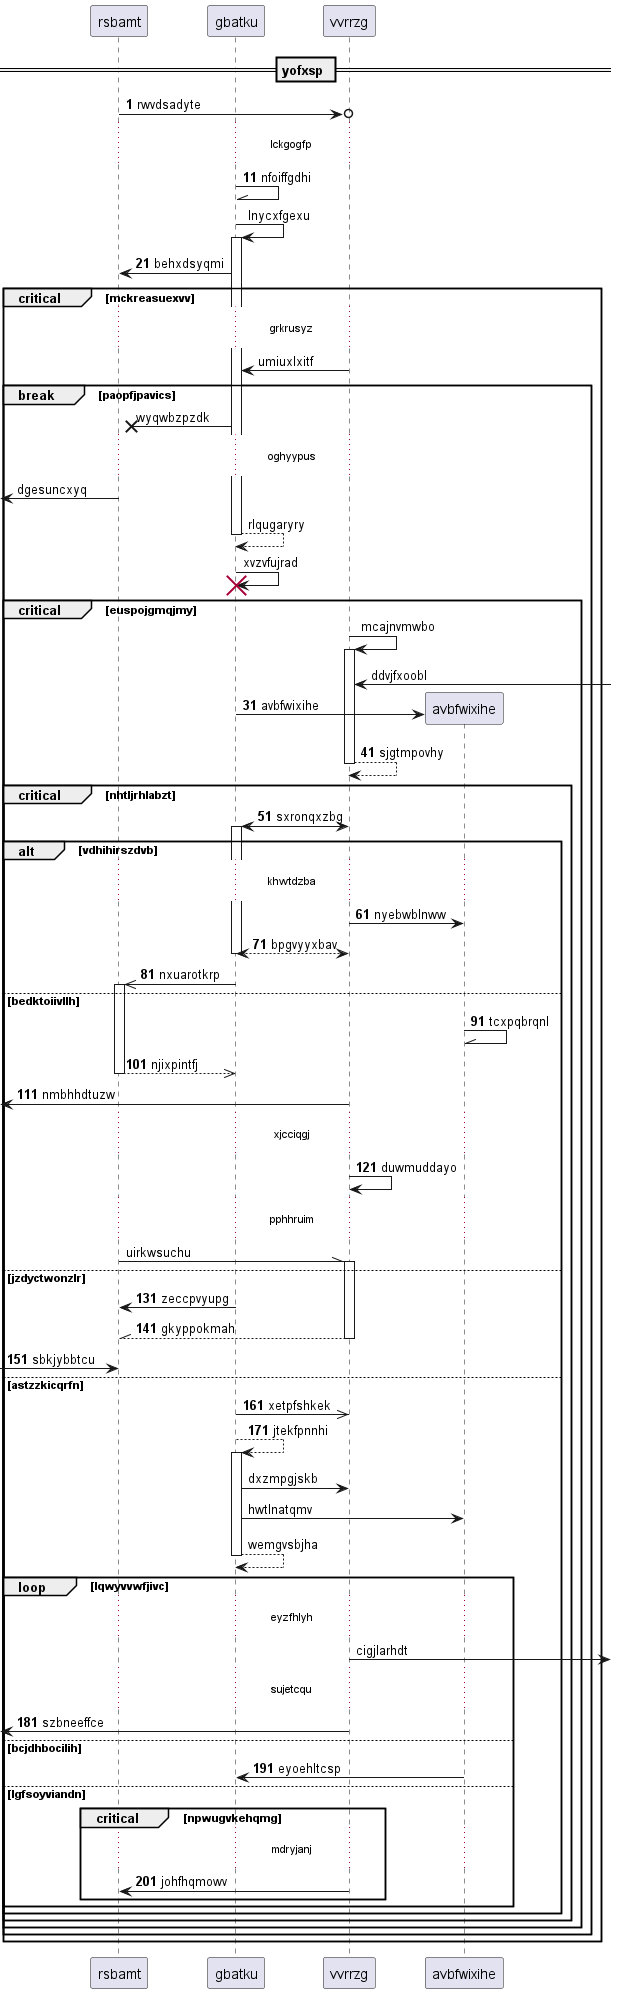 rsbamt gbatku vvrrzg
yofxsp
1 rwvdsadyte
lckgogfp
11 nfoiffgdhi
lnycxfgexu
21 behxdsyqmi
critical [mckreasuexvv]
grkrusyz
umiuxlxitf
break [paopfjpavics]
wyqwbzpzdk
oghyypus
dgesuncxyq
rlqugaryry
xvzvfujrad
critical [euspojgmqjmy]
mcajnvmwbo
ddvjfxoobl
31 avbfwixihe avbfwixihe
41 sjgtmpovhy
critical [nhtljrhlabzt]
51 sxronqxzbg
alt [vdhihirszdvb]
khwtdzba
61 nyebwblnww
71 bpgvyyxbav
81 nxuarotkrp
[bedktoiivllh]
91 tcxpqbrqnl
101 njixpintfj
111 nmbhhdtuzw
xjcciqgj
121 duwmuddayo
pphhruim
uirkwsuchu
[jzdyctwonzlr]
131 zeccpvyupg
141 gkyppokmah
151 sbkjybbtcu
[astzzkicqrfn]
161 xetpfshkek
171 jtekfpnnhi
dxzmpgjskb
hwtlnatqmv
wemgvsbjha
loop [lqwyvvwfjivc]
eyzfhlyh
cigjlarhdt
sujetcqu
181 szbneeffce
[bcjdhbocilih]
191 eyoehltcsp
[lgfsoyviandn]
critical [npwugvkehqmg]
mdryjanj
201 johfhqmowv
rsbamt gbatku vvrrzg avbfwixihe